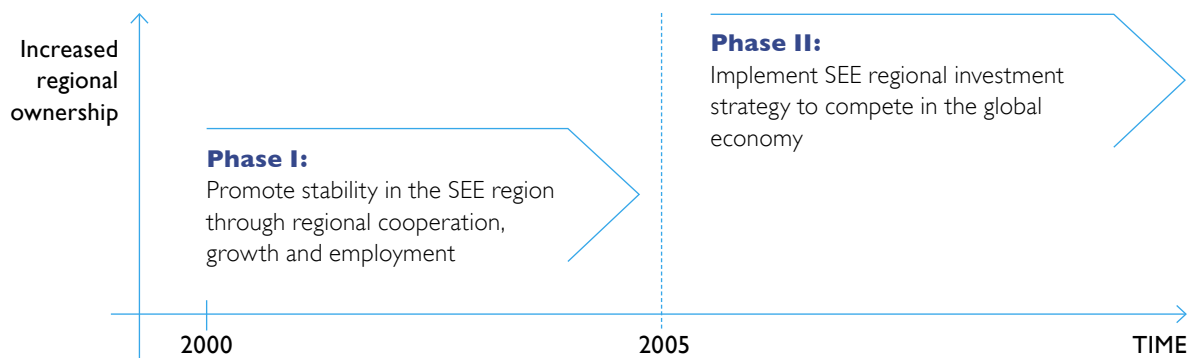 Increased
regional
ownership
Phase I:
Promote stability in the SEE region
through regional cooperation,
growth and employment
Phase II:
Implement SEE regional investment
strategy to compete in the global
economy
2000
2005
TIME